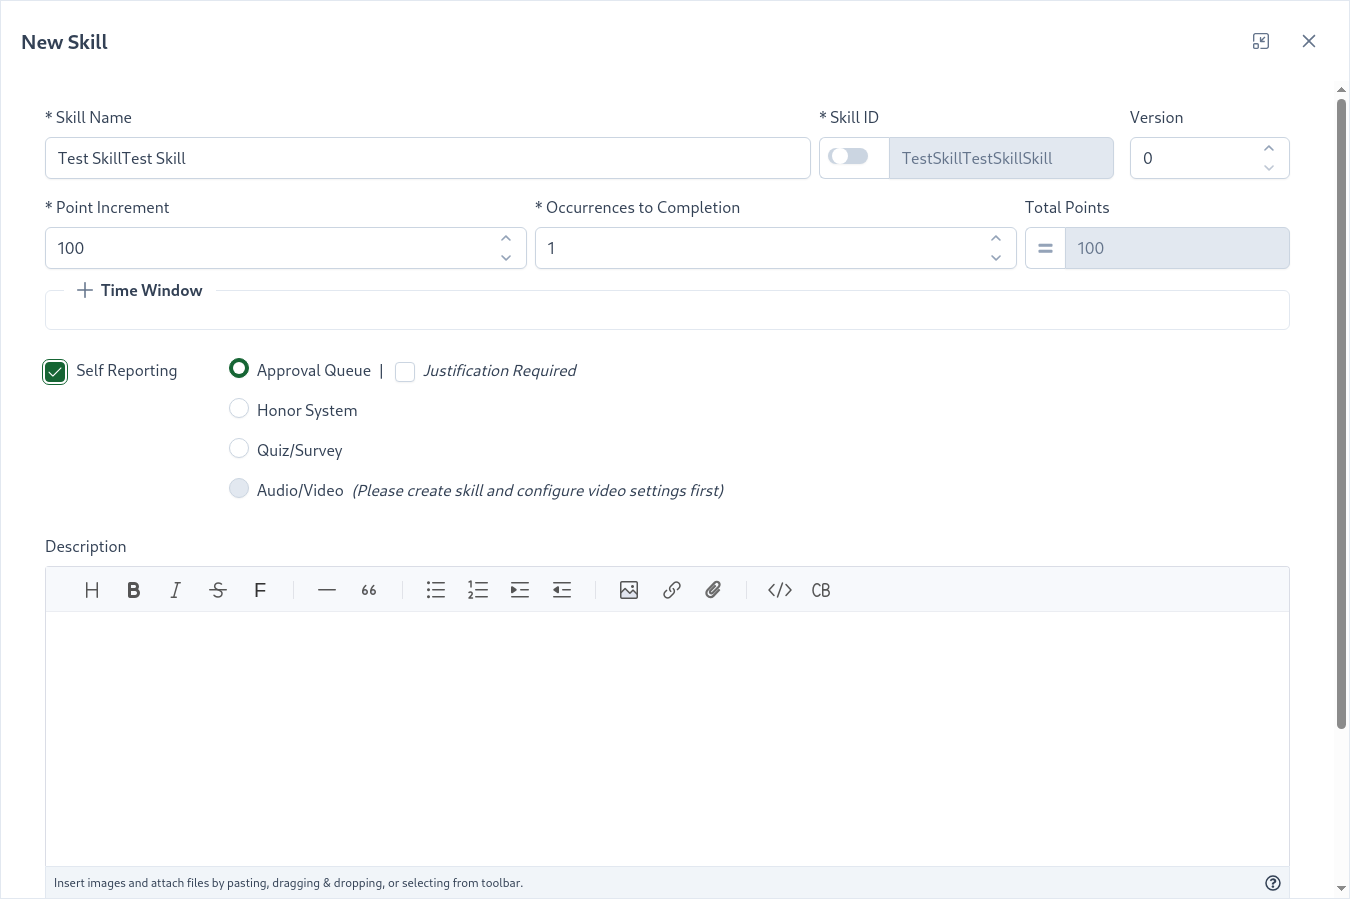 New Skill
* Skill Name
* Skill ID
Version
Test SkillTest Skill
TestSkillTestSkillSkill
0
* Point Increment
* Occurrences to Completion
Total Points
100
1
=
100
Time Window
Self Reporting
Approval Queue | Justification Required
Honor System
Quiz/Survey
Audio/Video (Please create skill and configure video settings first)
Description
H B I S F — 66 </> CB
Insert images and attach files by pasting, dragging & dropping, or selecting from toolbar.